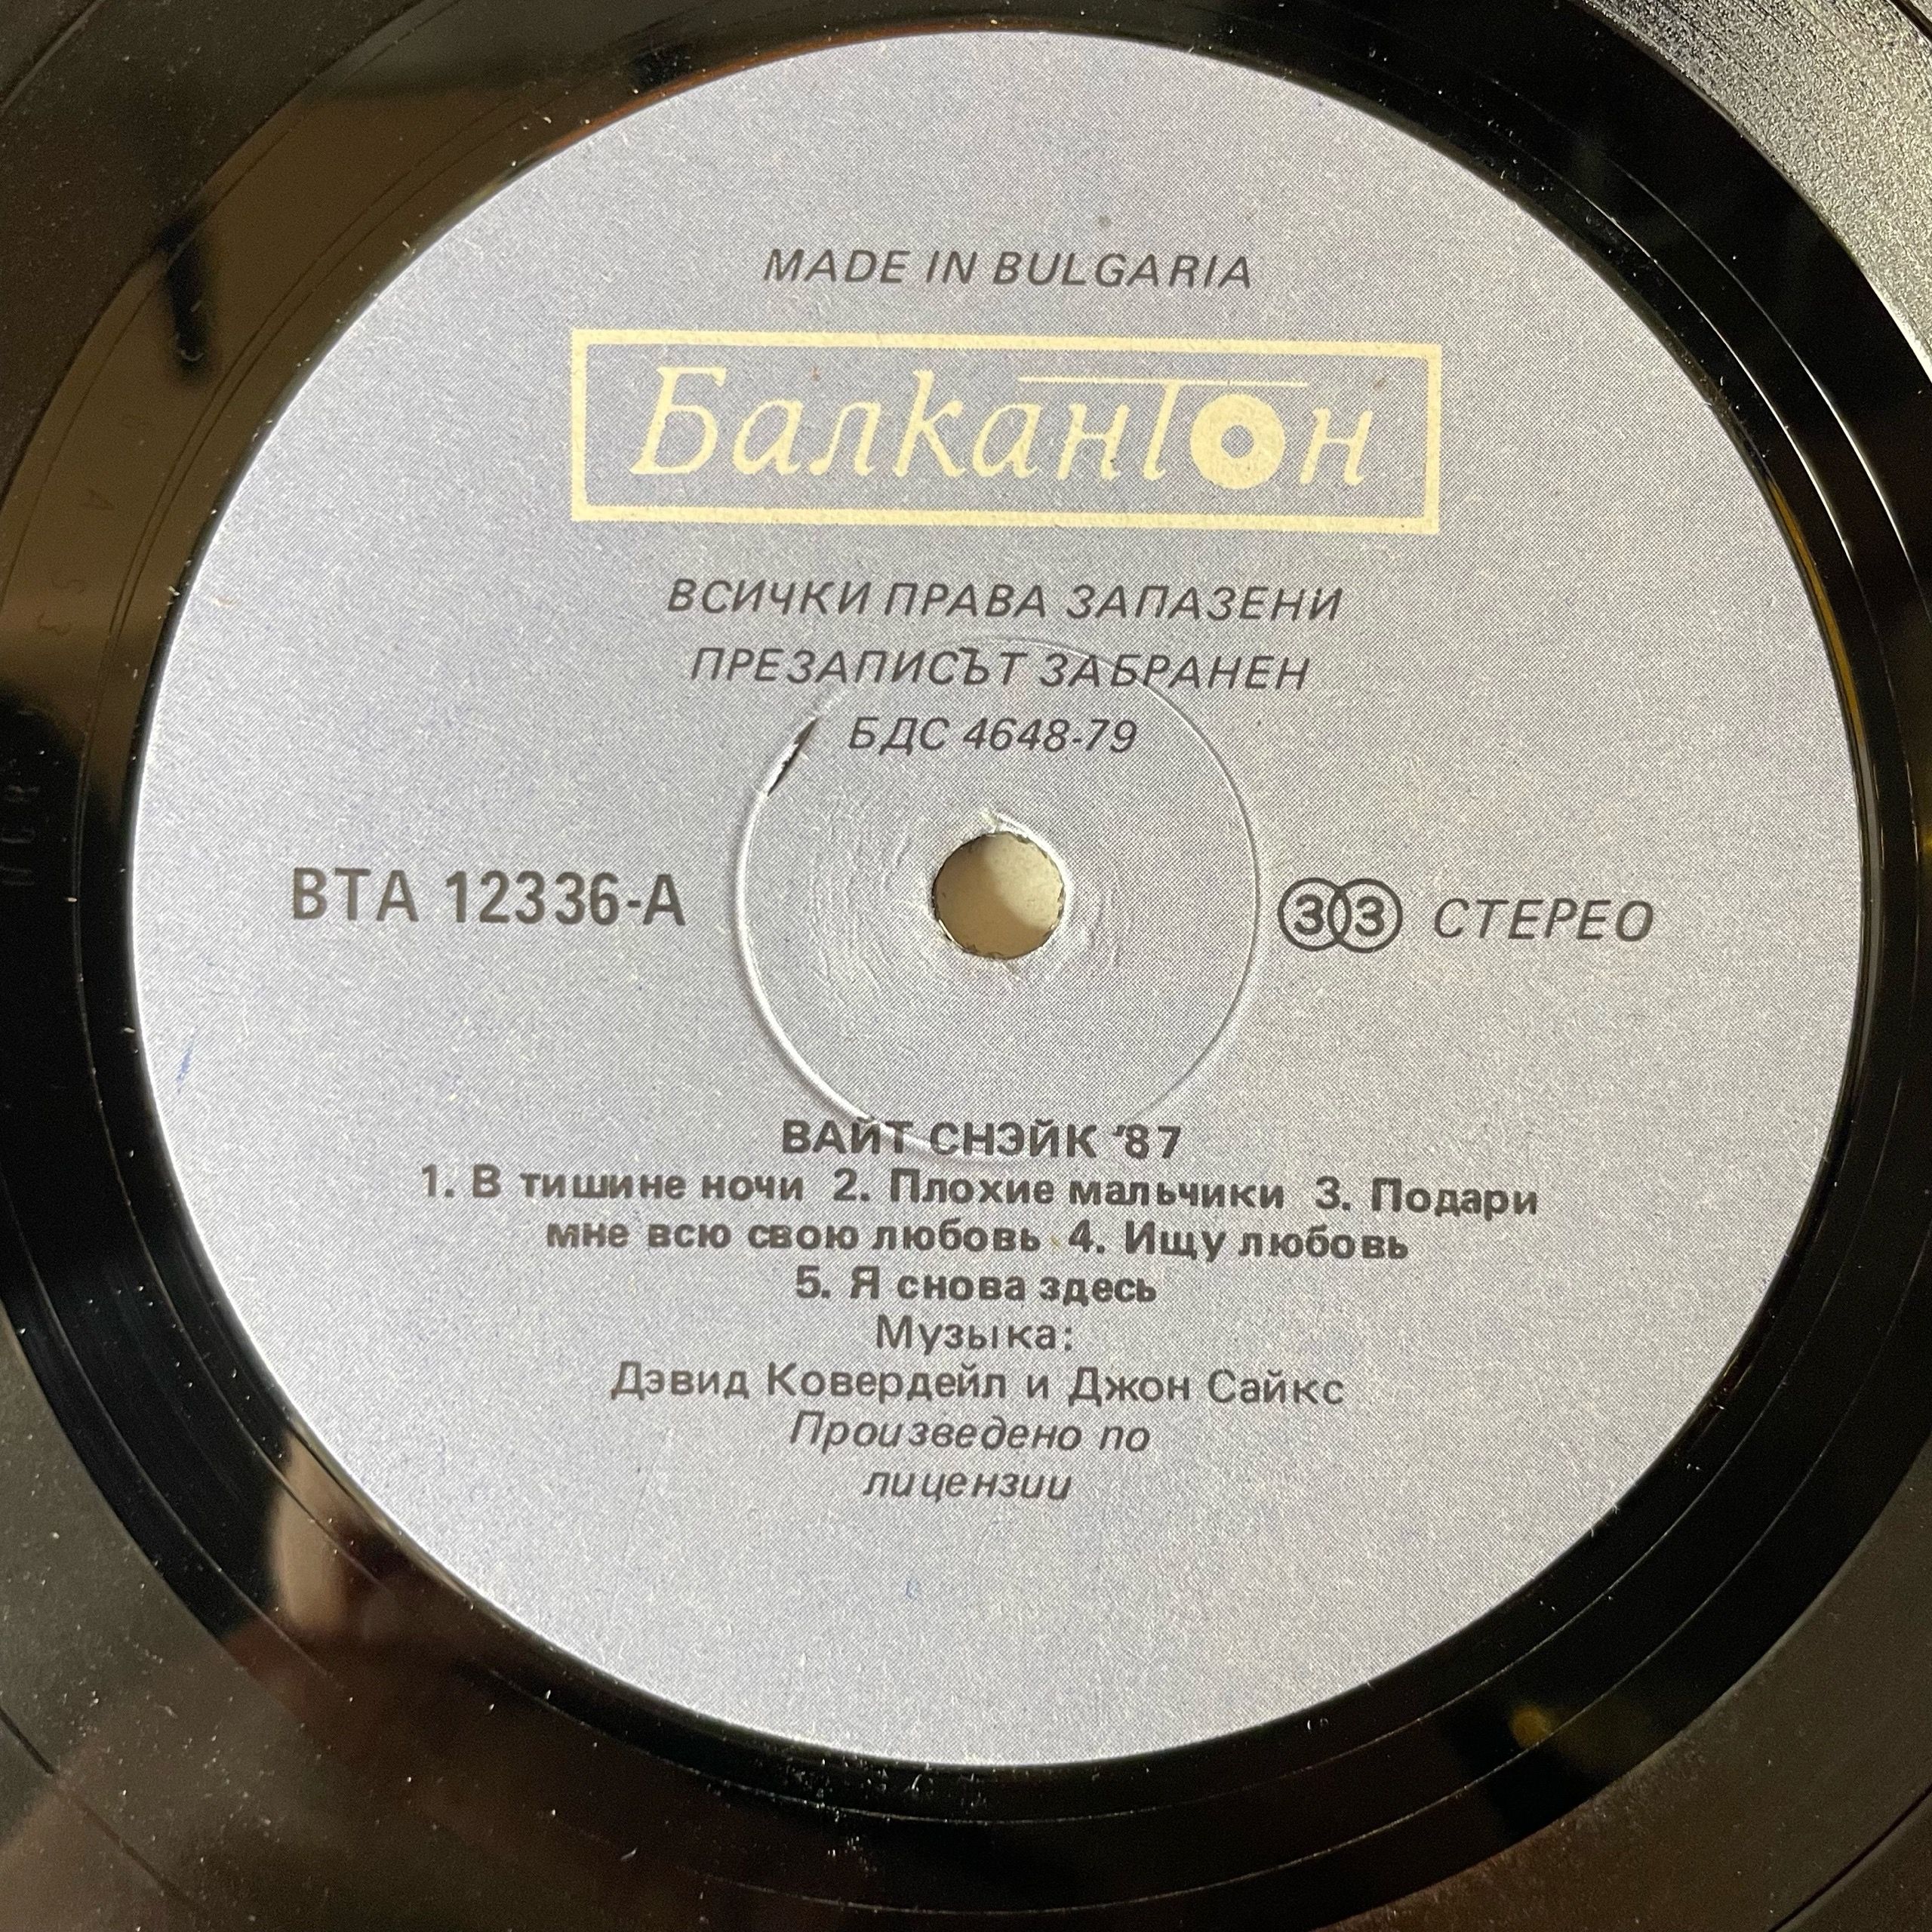 MADE IN BULGARIA
Балкантон
ВСИЧКИ ПРАВА ЗАПАЗЕНИ
ПРЕЗАПИСЪТ ЗАБРАНЕН
БДС 4648-79
ВТА 12336-А
33 СТЕРЕО
ВАЙТ СНЭЙК '87
1. В тишине ночи 2. Плохие мальчики 3. Подари
мне всю свою любовь 4. Ищу любовь
5. Я снова здесь
Музыка:
Дэвид Ковердейл и Джон Сайкс
Произведено по
лицензии